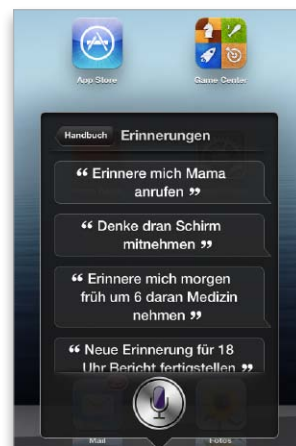 App Store
Game Center
Handbuch
Erinnerungen
“ Erinnere mich Mama
anrufen ”
“ Denke dran Schirm
mitnehmen ”
“ Erinnere mich morgen
früh um 6 daran Medizin
nehmen ”
“ Neue Erinnerung für 18
Uhr Bericht fertigstellen ”
Mail
Fotos